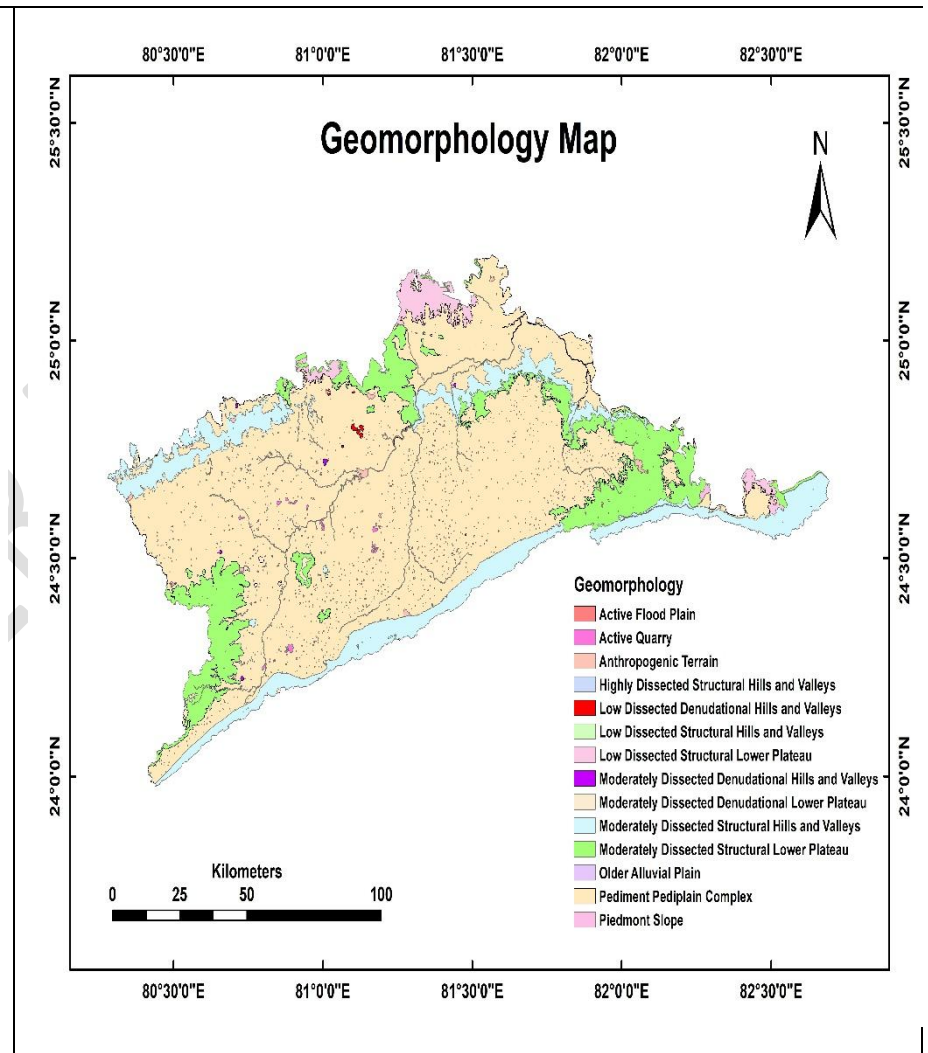 80°30'0"E 81°0'0"E 81°30'0"E 82°0'0"E 82°30'0"E
Geomorphology Map
N
25°30'0"N 25°30'0"N
25°0'0"N 25°0'0"N
24°30'0"N 24°30'0"N
24°0'0"N 24°0'0"N
Geomorphology
Active Flood Plain
Active Quarry
Anthropogenic Terrain
Highly Dissected Structural Hills and Valleys
Low Dissected Denudational Hills and Valleys
Low Dissected Structural Hills and Valleys
Low Dissected Structural Lower Plateau
Moderately Dissected Denudational Hills and Valleys
Moderately Dissected Denudational Lower Plateau
Moderately Dissected Structural Hills and Valleys
Moderately Dissected Structural Lower Plateau
Older Alluvial Plain
Pediment Pediplain Complex
Piedmont Slope
Kilometers
0 25 50 100
80°30'0"E 81°0'0"E 81°30'0"E 82°0'0"E 82°30'0"E